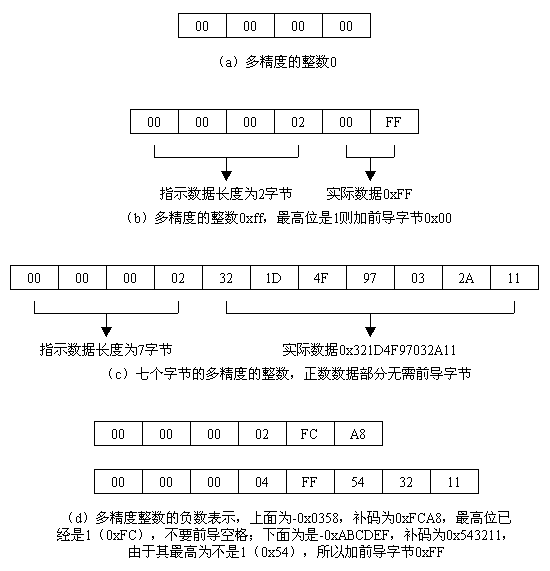 00 00 00 00
（a）多精度的整数0
00 00 00 02 00 FF
指示数据长度为2字节 实际数据0xFF
（b）多精度的整数0xff，最高位是1则加前导字节0x00
00 00 00 02 32 1D 4F 97 03 2A 11
指示数据长度为7字节 实际数据0x321D4F97032A11
（c）七个字节的多精度的整数，正数数据部分无需前导字节
00 00 00 02 FC A8
00 00 00 04 FF 54 32 11
（d）多精度整数的负数表示，上面为-0x0358，补码为0xFCA8，最高位已
经是1（0xFC），不要前导空格；下面为是-0xABCDEF，补码为0x543211，
由于其最高为不是1（0x54），所以加前导字节0xFF